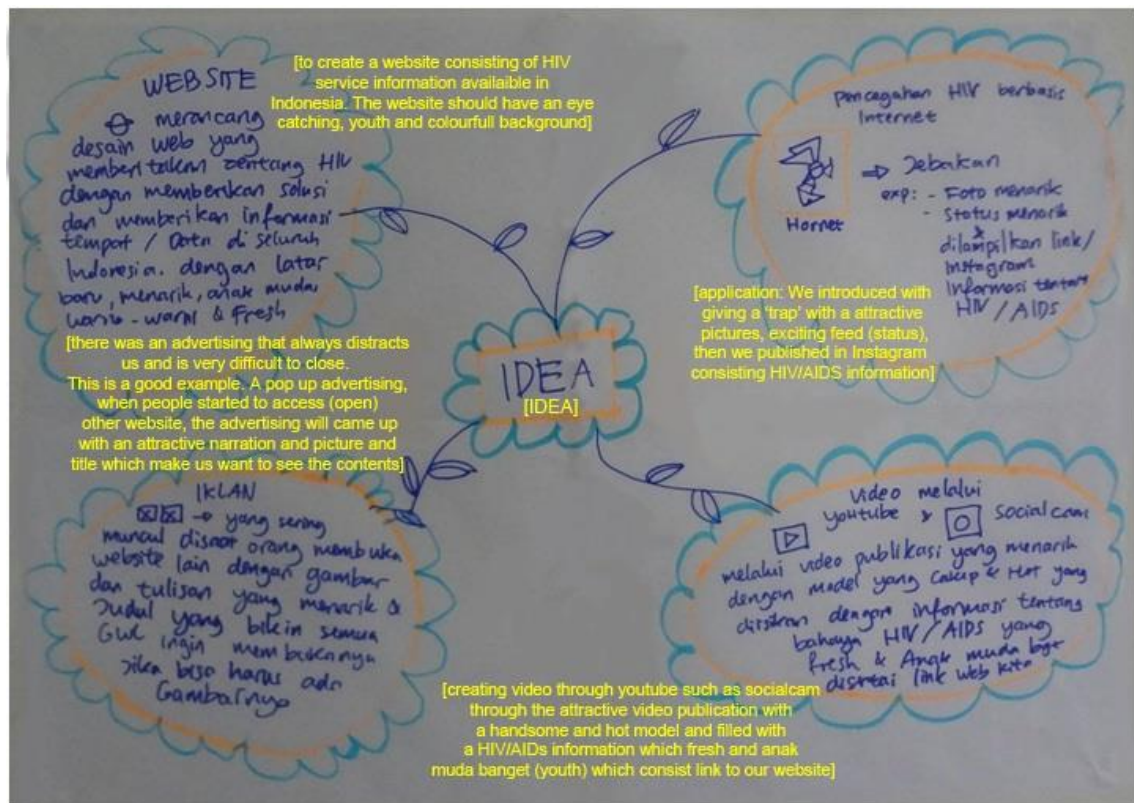 WEBSITE
merancang
desain web yang
memberitakan tentang HIV
dengan memberikan solusi
dan memberikan informasi
tempat / Data di seluruh
Indonesia. dengan latar
baru, menarik, anak muda,
warna-warni & Fresh
[to create a website consisting of HIV
service information availaible in
Indonesia. The website should have an eye
catching, youth and colourfull background]
Pencegahan HIV berbasis
Internet
⇒ Jebakan
exp: - Foto menarik
- Status menarik
&
ditampilkan link/
Instagram
Informasi tentang
HIV / AIDS
Hornet
[application: We introduced with
giving a 'trap' with a attractive
pictures, exciting feed (status),
then we published in Instagram
consisting HIV/AIDS information]
IDEA
[IDEA]
[there was an advertising that always distracts
us and is very difficult to close.
This is a good example. A pop up advertising,
when people started to access (open)
other website, the advertising will came up
with an attractive narration and picture and
title which make us want to see the contents]
IKLAN
→ yang sering
muncul disaat orang membuka
website lain dengan gambar
dan tulisan yang menarik &
Judul yang bikin semua
GWL ingin membukanya
Jika bisa harus ada
Gambarnya
Video melalui
youtube & socialcam
melalui video publikasi yang menarik
dengan model yang Cakep & Hot yang
disisikan dengan informasi tentang
bahaya HIV/AIDS yang
fresh & Anak muda bgt
disertai link web kita
[creating video through youtube such as socialcam
through the attractive video publication with
a handsome and hot model and filled with
a HIV/AIDs information which fresh and anak
muda banget (youth) which consist link to our website]